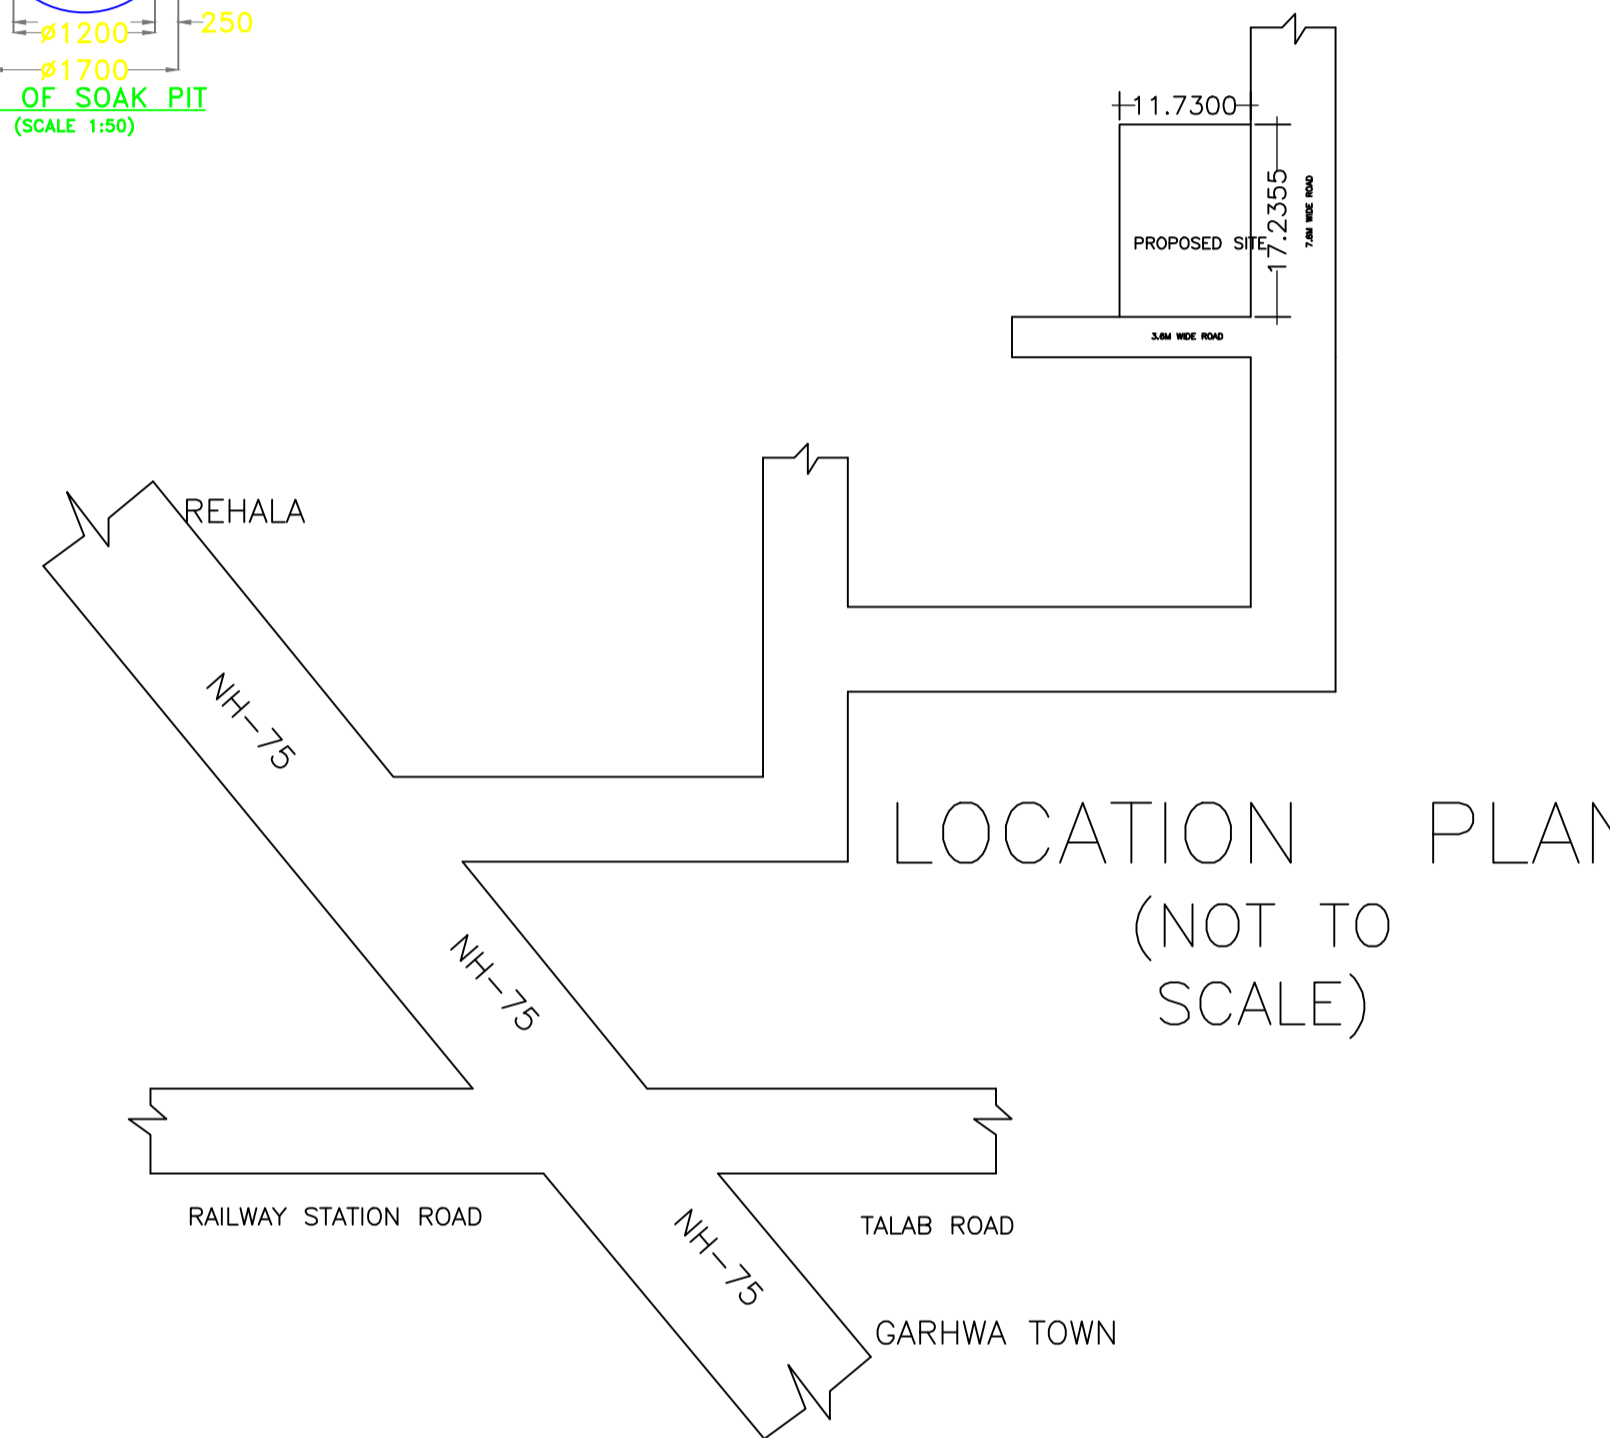 ø1200
250
ø1700
OF SOAK PIT
(SCALE 1:50)
11.7300
17.2355
7.6M WIDE ROAD
PROPOSED SITE
3.6M WIDE ROAD
REHALA
NH-75
LOCATION PLAN
(NOT TO
SCALE)
NH-75
RAILWAY STATION ROAD
TALAB ROAD
NH-75
GARHWA TOWN